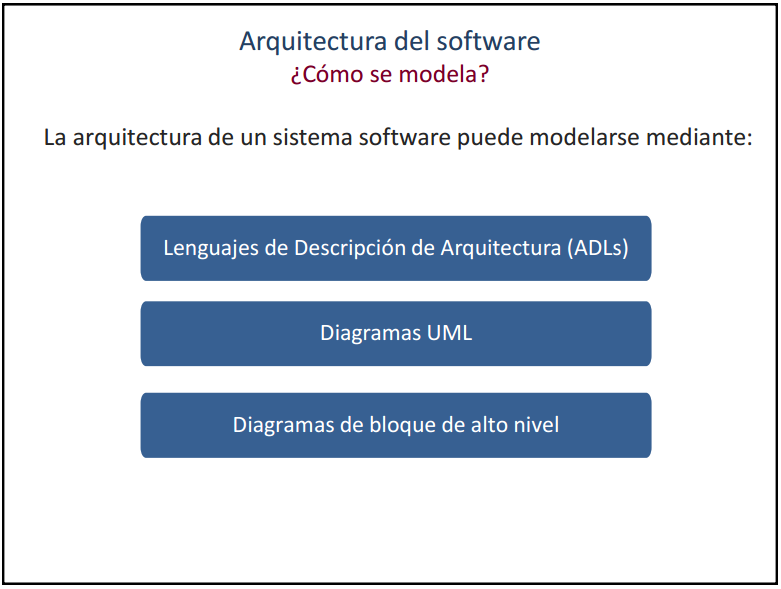 Arquitectura del software
¿Cómo se modela?
La arquitectura de un sistema software puede modelarse mediante:
Lenguajes de Descripción de Arquitectura (ADLs)
Diagramas UML
Diagramas de bloque de alto nivel